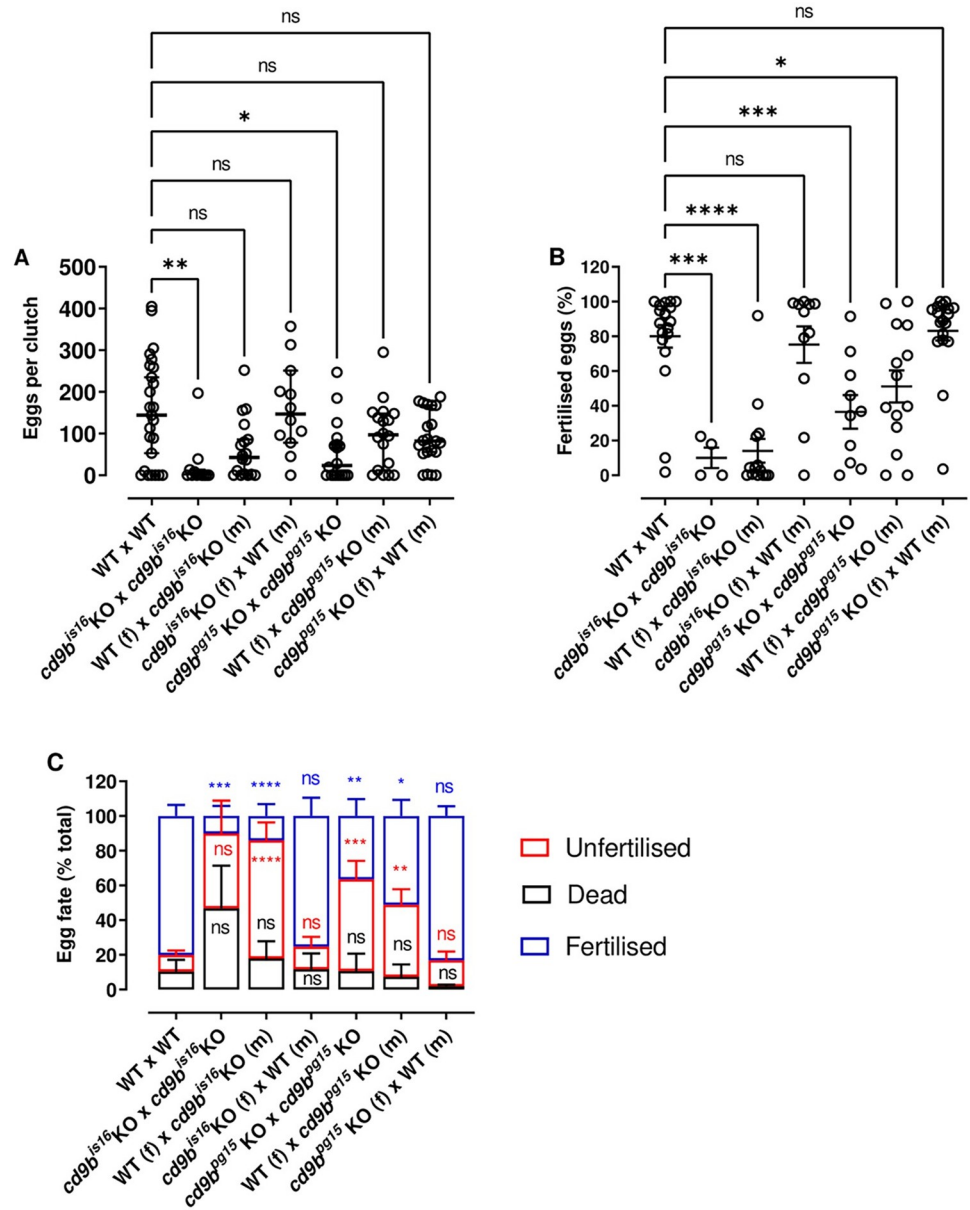 ns
ns
*
ns
ns
**
A
Eggs per clutch
500
400
300
200
100
0
WT x WT
cd9b^is16KO x cd9b^is16KO
WT (f) x cd9b^is16KO (m)
cd9b^is16KO (f) x WT (m)
cd9b^pg15 KO x cd9b^pg15 KO
WT (f) x cd9b^pg15 KO (m)
cd9b^pg15 KO (f) x WT (m)
ns
*
***
ns
****
***
B
Fertilised eggs (%)
120
100
80
60
40
20
0
WT x WT
cd9b^is16KO x cd9b^is16KO
WT (f) x cd9b^is16KO (m)
cd9b^is16KO (f) x WT (m)
cd9b^pg15 KO x cd9b^pg15 KO
WT (f) x cd9b^pg15 KO (m)
cd9b^pg15 KO (f) x WT (m)
C
Egg fate (% total)
120
100
80
60
40
20
0
*** **** ns ** * ns
ns **** ns *** ** ns
ns ns ns ns ns ns
WT x WT
cd9b^is16KO x cd9b^is16KO
WT (f) x cd9b^is16KO (m)
cd9b^is16KO (f) x WT (m)
cd9b^pg15 KO x cd9b^pg15 KO
WT (f) x cd9b^pg15 KO (m)
cd9b^pg15 KO (f) x WT (m)
Unfertilised
Dead
Fertilised